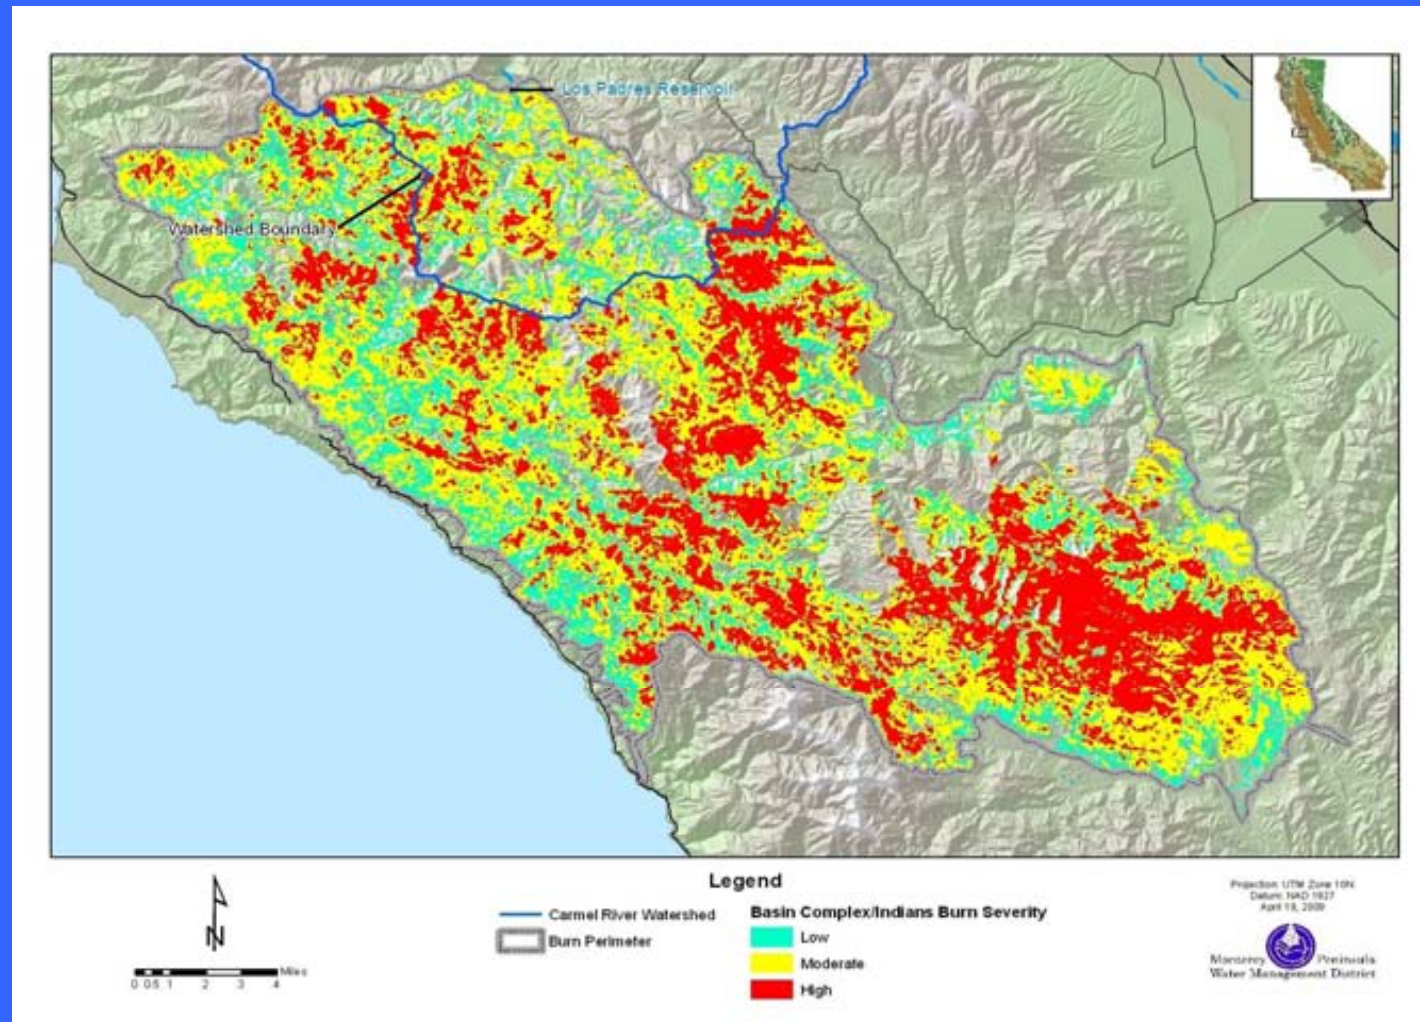 Los Padres Reservoir
Watershed Boundary
Legend
Carmel River Watershed
Burn Perimeter
Basin Complex/Indians Burn Severity
Low
Moderate
High
N
Miles
0 0.5 1 2 3 4
Projection: UTM Zone 10N
Datum: NAD 1927
April 19, 2009
Monterey Peninsula
Water Management District